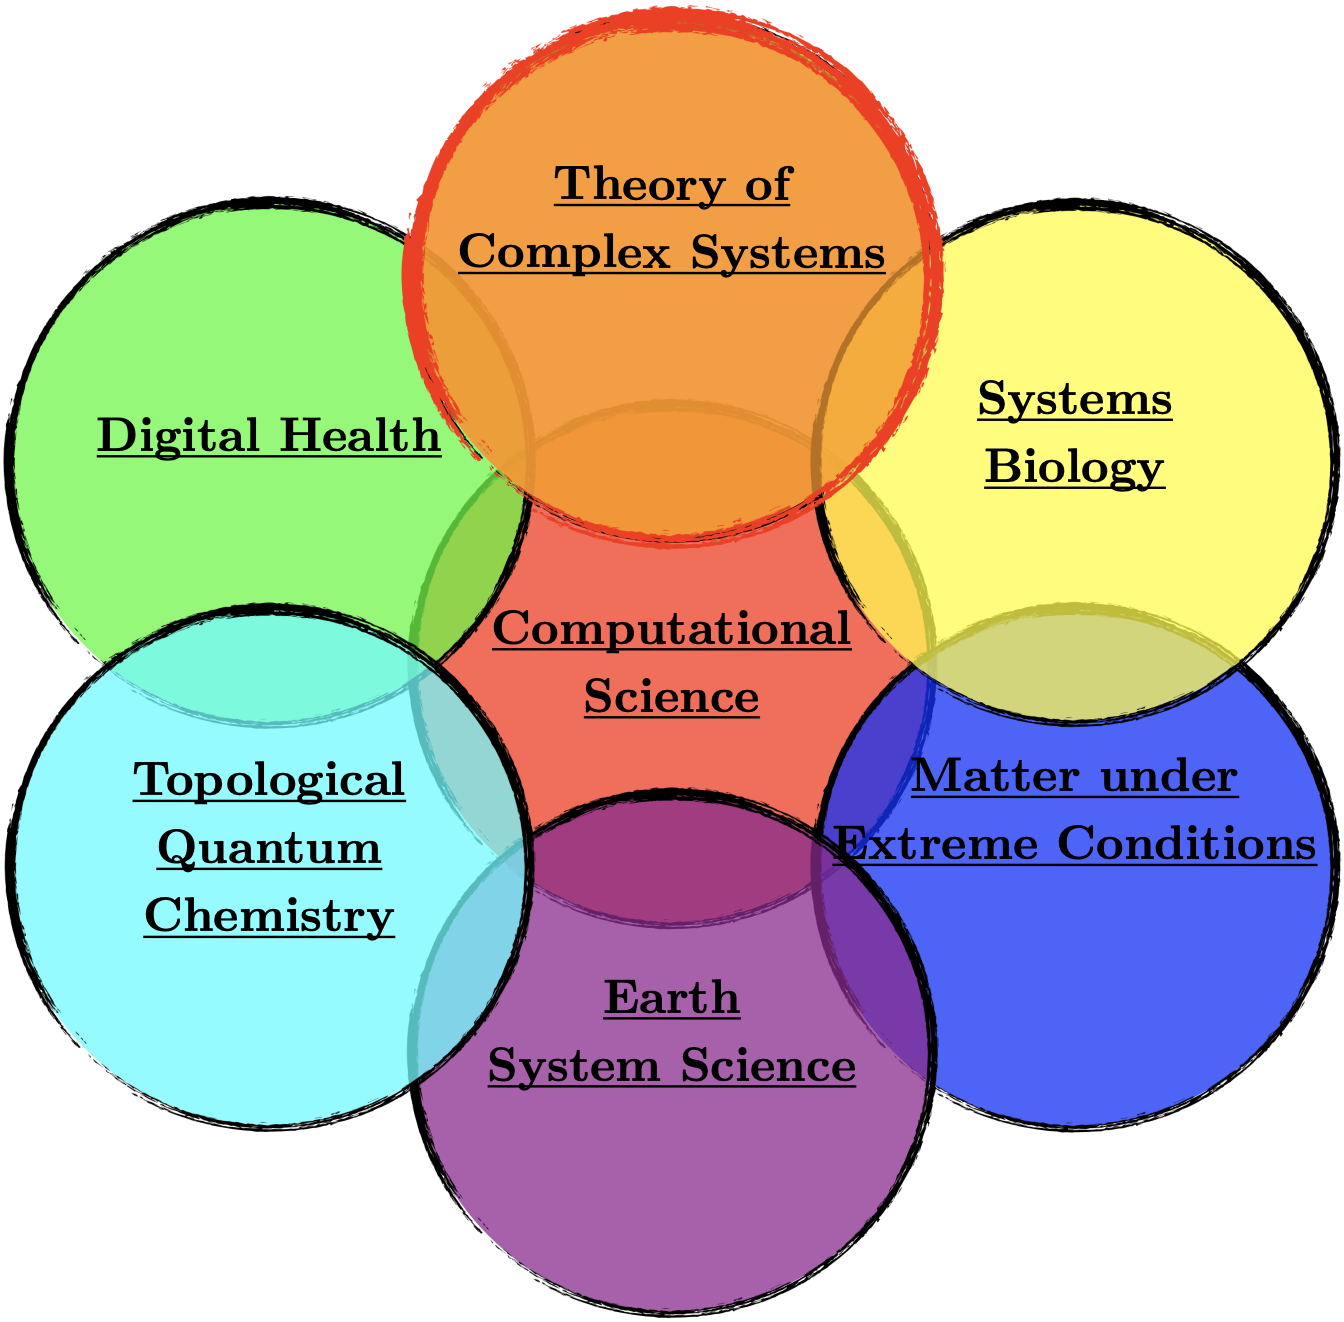 Theory of
Complex Systems
Digital Health
Systems
Biology
Computational
Science
Topological
Quantum
Chemistry
Matter under
Extreme Conditions
Earth
System Science